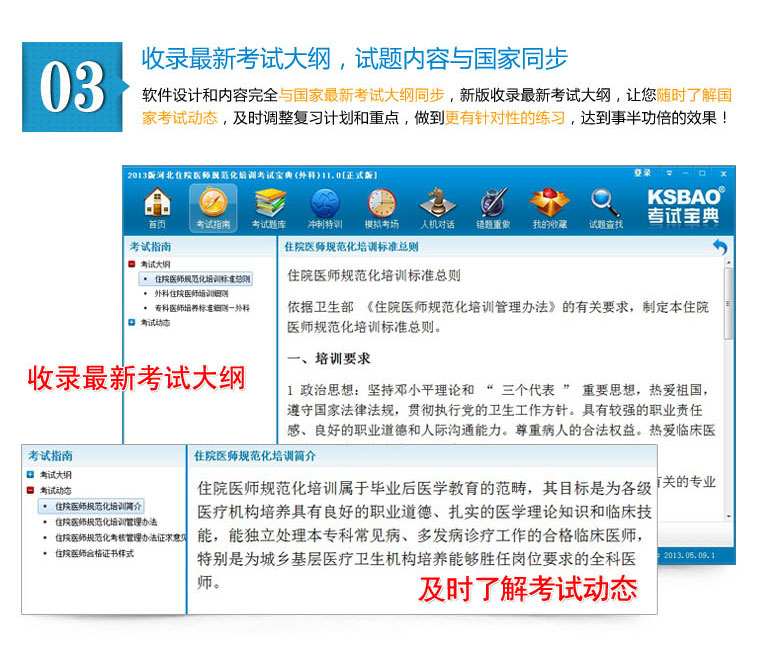 03
收录最新考试大纲，试题内容与国家同步
软件设计和内容完全与国家最新考试大纲同步，新版收录最新考试大纲，让您随时了解国
家考试动态，及时调整复习计划和重点，做到更有针对性的练习，达到事半功倍的效果！
2013版河北住院医师规范化培训考试宝典(外科)11.0[正式版]
登录
首页 考试指南 考试题库 冲刺特训 模拟考场 人机对话 错题重做 我的收藏 试题查找
KSBAO®
考试宝典
考试指南
考试大纲
住院医师规范化培训标准总则
外科住院医师培训细则
专科医师培养标准细则—外科
考试动态
住院医师规范化培训标准总则
住院医师规范化培训标准总则
依据卫生部 《住院医师规范化培训管理办法》的有关要求，制定本住院
医师规范化培训标准总则。
一、培训要求
1 政治思想：坚持邓小平理论和 “ 三个代表 ” 重要思想，热爱祖国，
遵守国家法律法规，贯彻执行党的卫生工作方针。具有较强的职业责任
感、良好的职业道德和人际沟通能力。尊重病人的合法权益。热爱临床医
有关的专业
2013.05.09.1
收录最新考试大纲
考试指南
考试大纲
考试动态
住院医师规范化培训简介
住院医师规范化培训管理办法
住院医师规范化考核管理办法征求意见
住院医师合格证书样式
住院医师规范化培训简介
住院医师规范化培训属于毕业后医学教育的范畴，其目标是为各级
医疗机构培养具有良好的职业道德、扎实的医学理论知识和临床技
能，能独立处理本专科常见病、多发病诊疗工作的合格临床医师，
特别是为城乡基层医疗卫生机构培养能够胜任岗位要求的全科医
师。
及时了解考试动态